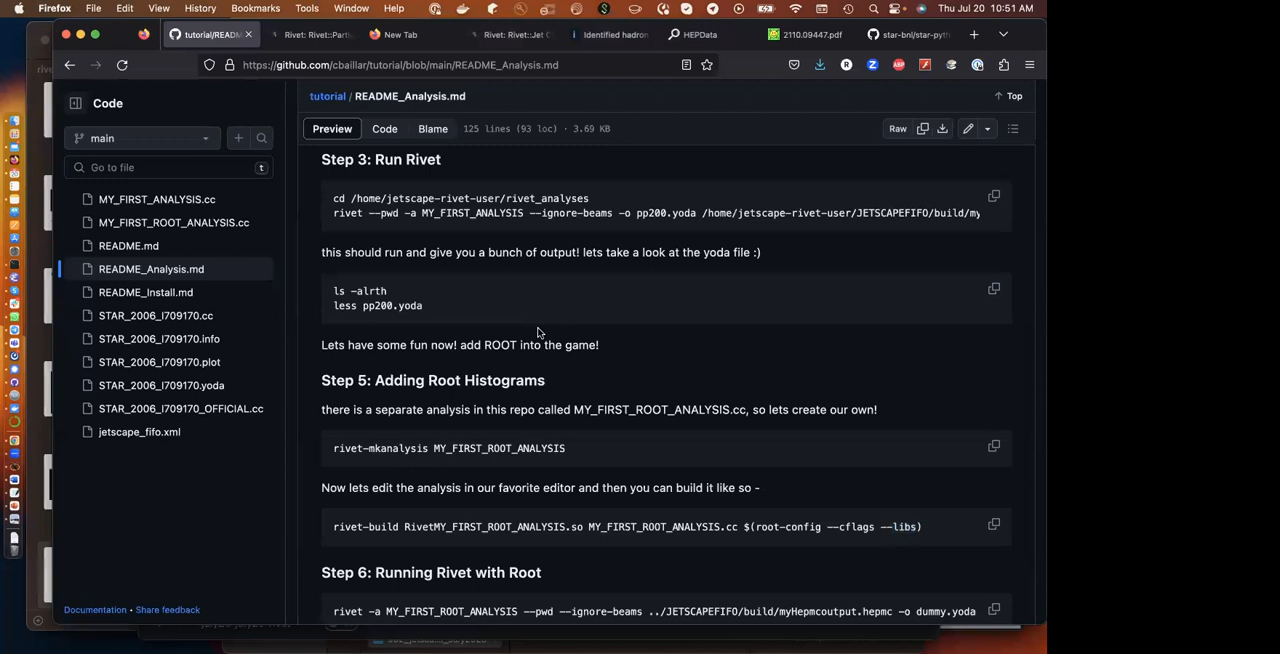 Firefox File Edit View History Bookmarks Tools Window Help Thu Jul 20 10:51 AM
tutorial/READM Rivet: Rivet::Parti New Tab Rivet: Rivet::Jet C Identified hadron HEPData 2110.09447.pdf star-bnl/star-pyth
https://github.com/cbaillar/tutorial/blob/main/README_Analysis.md
Code
tutorial / README_Analysis.md
Top
main
Preview Code Blame 125 lines (93 loc) · 3.69 KB Raw
Go to file t
MY_FIRST_ANALYSIS.cc
MY_FIRST_ROOT_ANALYSIS.cc
README.md
README_Analysis.md
README_Install.md
STAR_2006_I709170.cc
STAR_2006_I709170.info
STAR_2006_I709170.plot
STAR_2006_I709170.yoda
STAR_2006_I709170_OFFICIAL.cc
jetscape_fifo.xml
Documentation • Share feedback
Step 3: Run Rivet
cd /home/jetscape-rivet-user/rivet_analyses
rivet --pwd -a MY_FIRST_ANALYSIS --ignore-beams -o pp200.yoda /home/jetscape-rivet-user/JETSCAPEFIFO/build/my
this should run and give you a bunch of output! lets take a look at the yoda file :)
ls -alrth
less pp200.yoda
Lets have some fun now! add ROOT into the game!
Step 5: Adding Root Histograms
there is a separate analysis in this repo called MY_FIRST_ROOT_ANALYSIS.cc, so lets create our own!
rivet-mkanalysis MY_FIRST_ROOT_ANALYSIS
Now lets edit the analysis in our favorite editor and then you can build it like so -
rivet-build RivetMY_FIRST_ROOT_ANALYSIS.so MY_FIRST_ROOT_ANALYSIS.cc $(root-config --cflags --libs)
Step 6: Running Rivet with Root
rivet -a MY_FIRST_ROOT_ANALYSIS --pwd --ignore-beams ../JETSCAPEFIFO/build/myHepmcoutput.hepmc -o dummy.yoda